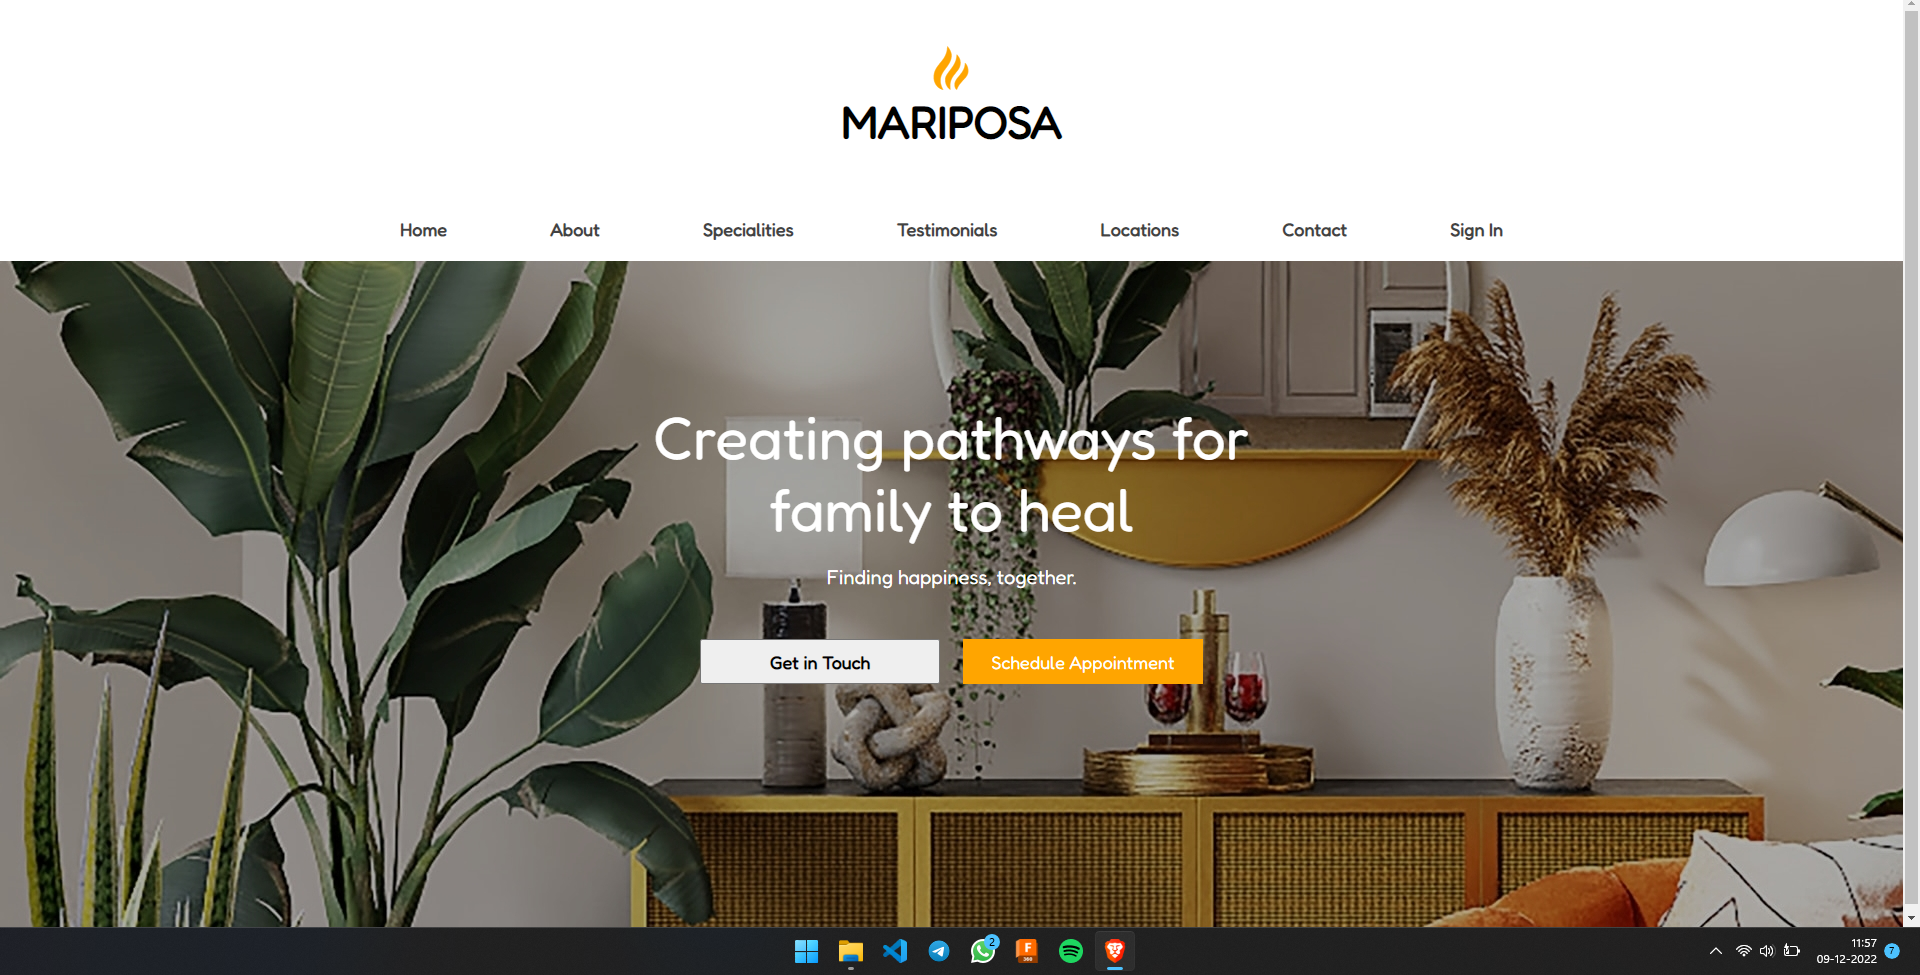 MARIPOSA
Home About Specialities Testimonials Locations Contact Sign In
Creating pathways for
family to heal
Finding happiness, together.
Get in Touch Schedule Appointment
2
F
360
11:57
09-12-2022
7